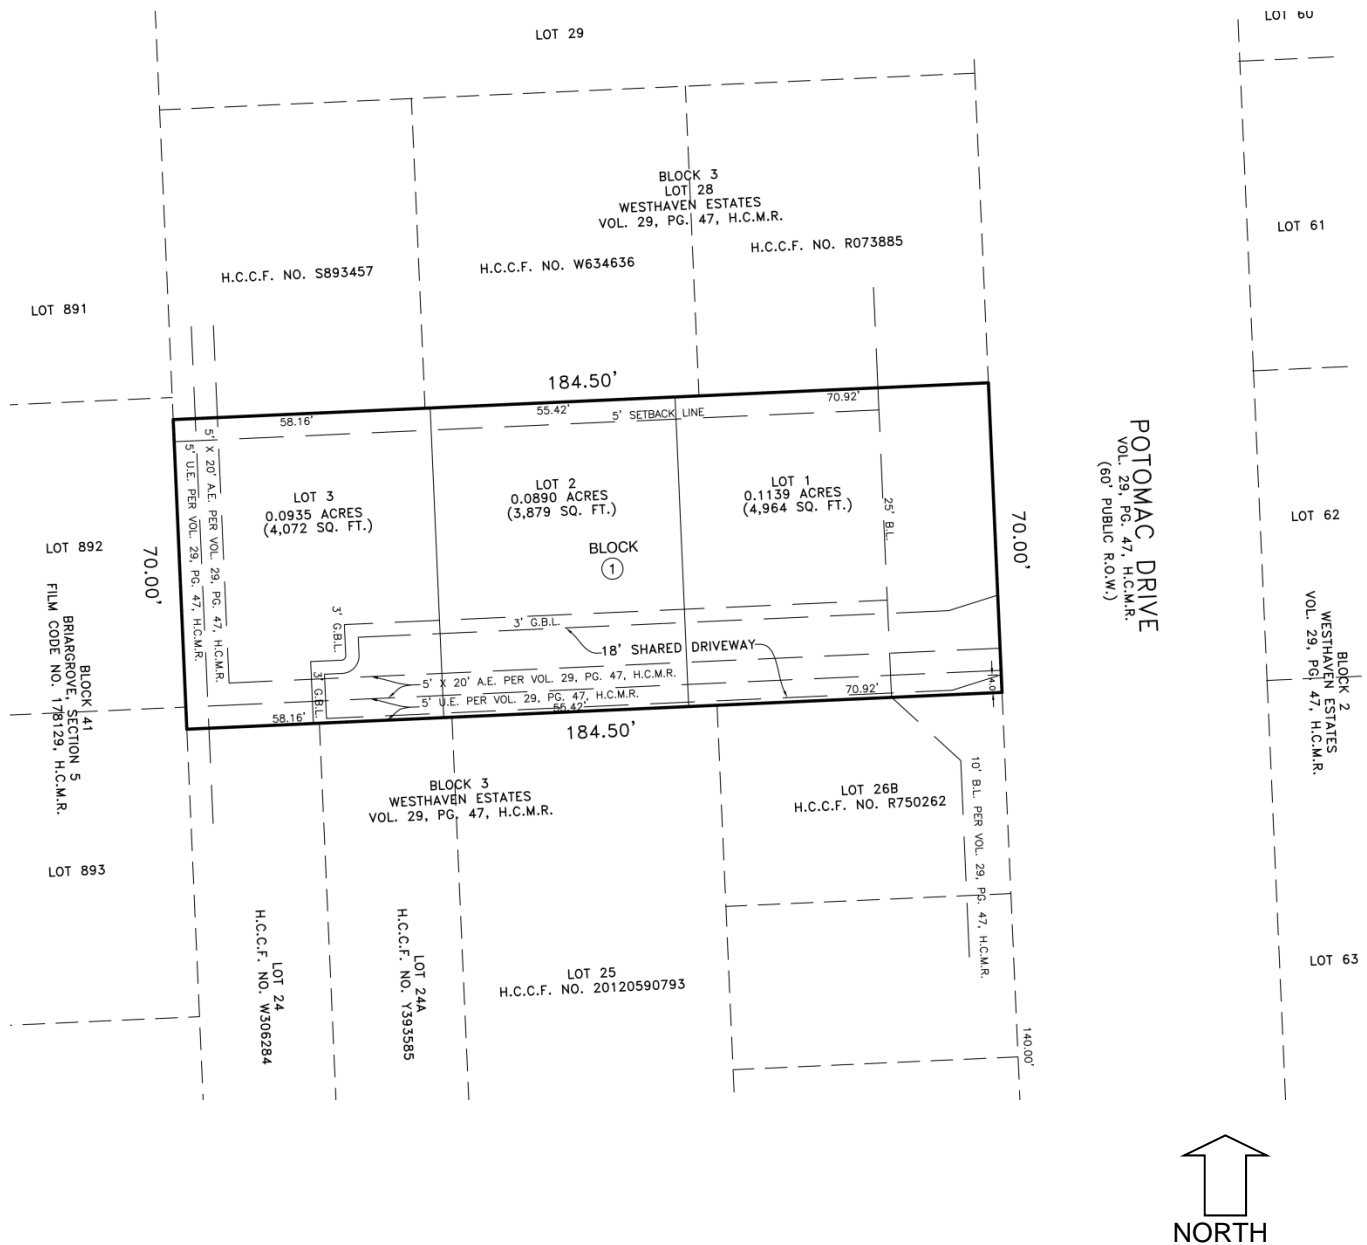 LOT 29
LOT 60
BLOCK 3
LOT 28
WESTHAVEN ESTATES
VOL. 29, PG. 47, H.C.M.R.
H.C.C.F. NO. S893457
H.C.C.F. NO. W634636
H.C.C.F. NO. R073885
LOT 61
LOT 891
184.50'
58.16'
55.42'
5' SETBACK LINE
70.92'
5' U.E. PER VOL. 29, PG. 47, H.C.M.R.
5' X 20' A.E. PER VOL. 29, PG. 47, H.C.M.R.
LOT 3
0.0935 ACRES
(4,072 SQ. FT.)
LOT 2
0.0890 ACRES
(3,879 SQ. FT.)
LOT 1
0.1139 ACRES
(4,964 SQ. FT.)
25' B.L.
BLOCK
1
70.00'
70.00'
POTOMAC DRIVE
VOL. 29, PG. 47, H.C.M.R.
(60' PUBLIC R.O.W.)
LOT 62
LOT 892
BLOCK 41
BRIARGROVE, SECTION 5
FILM CODE NO. 178129, H.C.M.R.
BLOCK 2
WESTHAVEN ESTATES
VOL. 29, PG. 47, H.C.M.R.
3' G.B.L.
3' G.B.L.
3' G.B.L.
18' SHARED DRIVEWAY
5' X 20' A.E. PER VOL. 29, PG. 47, H.C.M.R.
5' U.E. PER VOL. 29, PG. 47, H.C.M.R.
58.16'
55.42'
70.92'
184.50'
BLOCK 3
WESTHAVEN ESTATES
VOL. 29, PG. 47, H.C.M.R.
LOT 26B
H.C.C.F. NO. R750262
10' B.L. PER VOL. 29, PG. 47, H.C.M.R.
LOT 893
LOT 24
H.C.C.F. NO. W306284
LOT 24A
H.C.C.F. NO. Y393585
LOT 25
H.C.C.F. NO. 20120590793
LOT 63
140.00'
NORTH